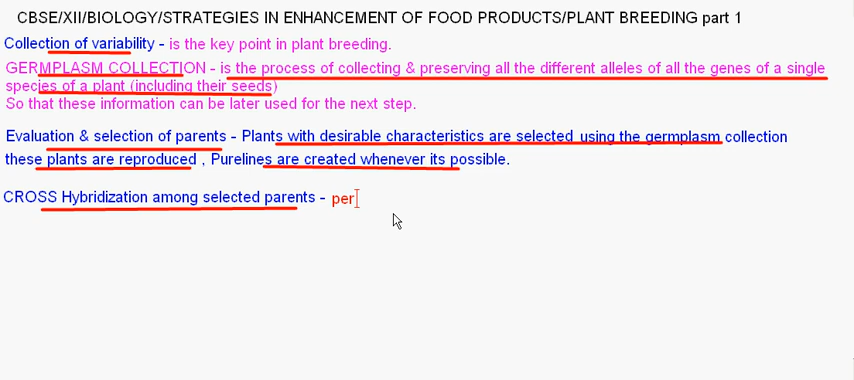 CBSE/XII/BIOLOGY/STRATEGIES IN ENHANCEMENT OF FOOD PRODUCTS/PLANT BREEDING part 1
Collection of variability - is the key point in plant breeding.
GERMPLASM COLLECTION - is the process of collecting & preserving all the different alleles of all the genes of a single
species of a plant (including their seeds)
So that these information can be later used for the next step.
Evaluation & selection of parents - Plants with desirable characteristics are selected using the germplasm collection
these plants are reproduced , Purelines are created whenever its possible.
CROSS Hybridization among selected parents - per